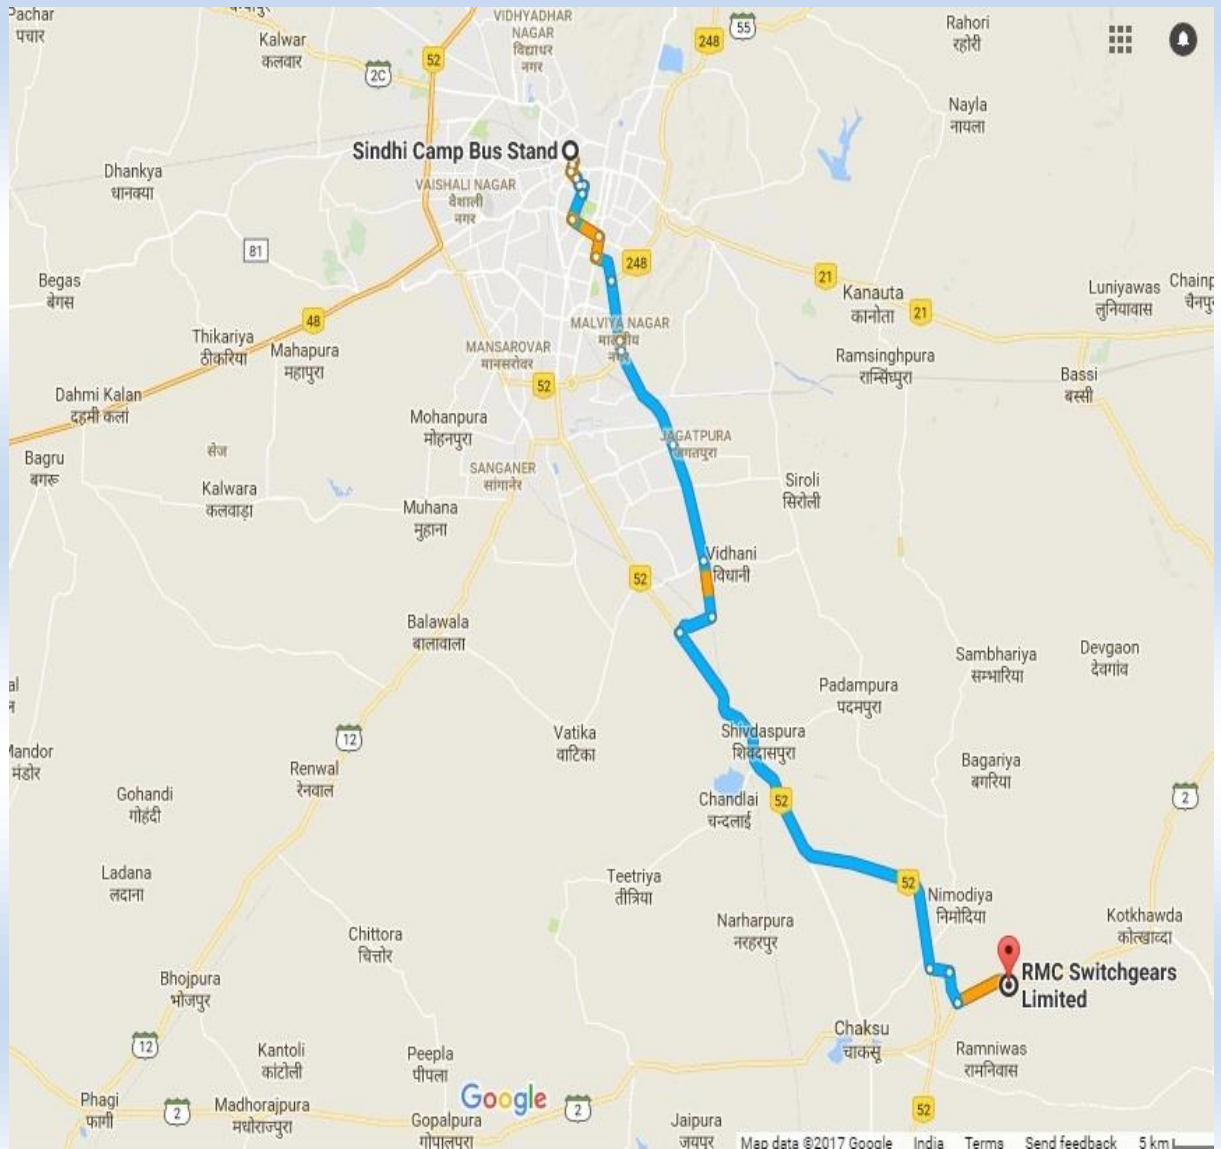 Pachar
पचार
VIDHYADHAR
NAGAR
विद्याधर
नगर
Kalwar
कलवार
52
2C
248
55
Rahori
रहोरी
Nayla
नायला
Sindhi Camp Bus Stand
Dhankya
धानक्या
VAISHALI NAGAR
वैशाली
नगर
81
248
21
Begas
बेगस
Kanauta
कानोता
21
Luniyawas
लुनियावास
48
Thikariya
ठीकरिया
Mahapura
महापुरा
MALVIYA NAGAR
MANSAROVAR
मानसरोवर
Ramsinghpura
52
Bassi
बस्सी
Dahmi Kalan
दहमी कलां
Mohanpura
मोहनपुरा
JAGATPURA
जगतपुरा
सेज
Bagru
बगरू
SANGANER
सांगानेर
Siroli
सिरोली
Kalwara
कलवाड़ा
Muhana
मुहाना
Vidhani
विधानी
52
Balawala
बालावाला
Sambhariya
सम्भारिया
Devgaon
देवगांव
Padampura
पदमपुरा
12
Vatika
वाटिका
Shivdaspura
शिवदासपुरा
Mandor
मंडोर
Renwal
रेनवाल
Bagariya
बगरिया
Gohandi
गोहंदी
Chandlai
चन्दलाई
52
2
Ladana
लदाना
Teetriya
तीत्रिया
52
Nimodiya
निमोदिया
Narharpura
नरहरपुर
Kotkhawda
कोत्खाव्दा
Chittora
चित्तोर
Bhojpura
भोजपुर
RMC Switchgears
Limited
12
Chaksu
चाकसू
Kantoli
कांटोली
Peepla
पीपला
Ramniwas
रामनिवास
Phagi
फागी
2
Madhorajpura
मधोराज्पुरा
Google
2
Gopalpura
गोपालपुरा
52
Jaipura
जयपुर
Map data ©2017 Google India Terms Send feedback 5 km